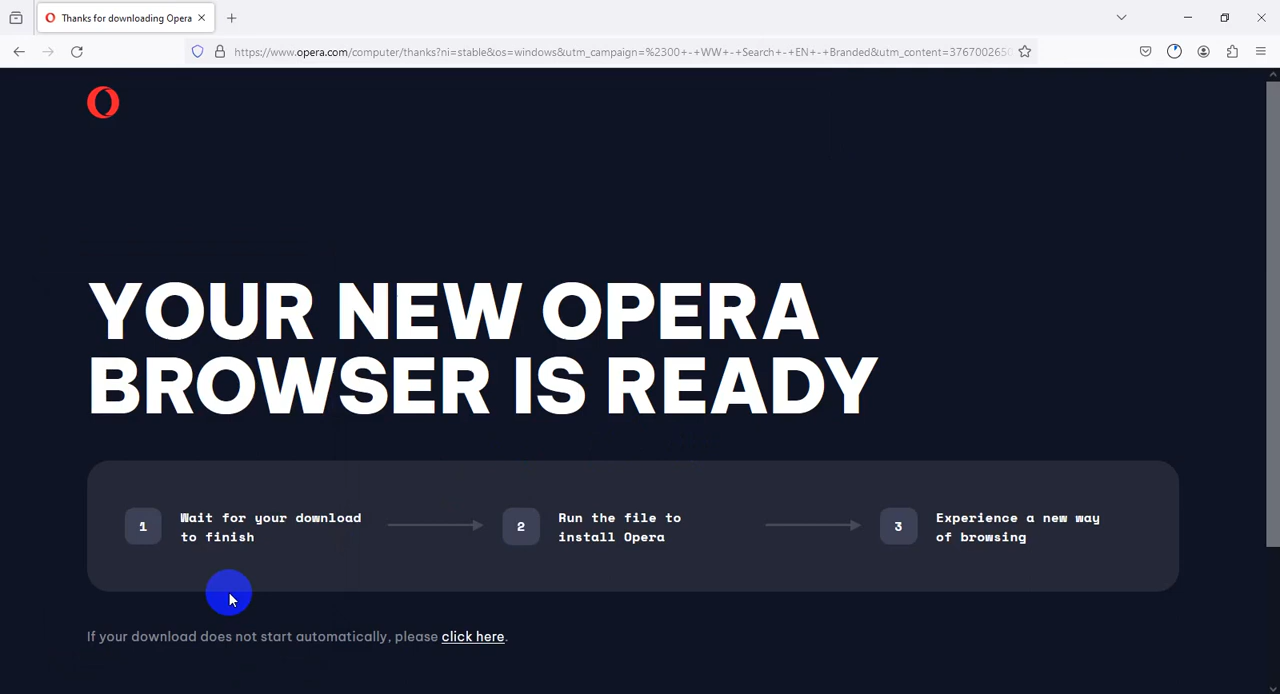 Thanks for downloading Opera
https://www.opera.com/computer/thanks?ni=stable&os=windows&utm_campaign=%2300+-+WW+-+Search+-+EN+-+Branded&utm_content=3767002650
YOUR NEW OPERA
BROWSER IS READY
1 Wait for your download
to finish
2 Run the file to
install Opera
3 Experience a new way
of browsing
If your download does not start automatically, please click here.